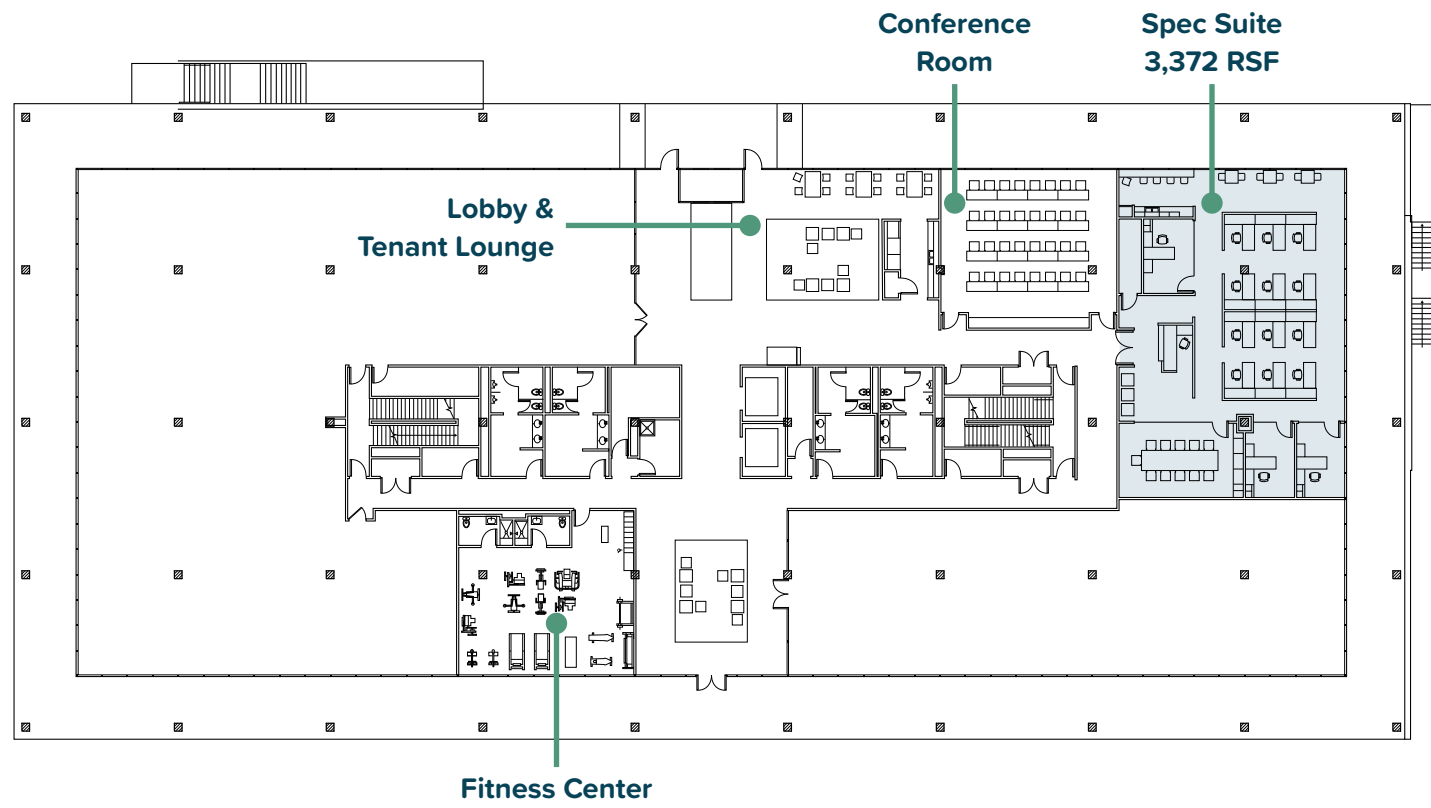 Conference
Room
Spec Suite
3,372 RSF
Lobby &
Tenant Lounge
Fitness Center